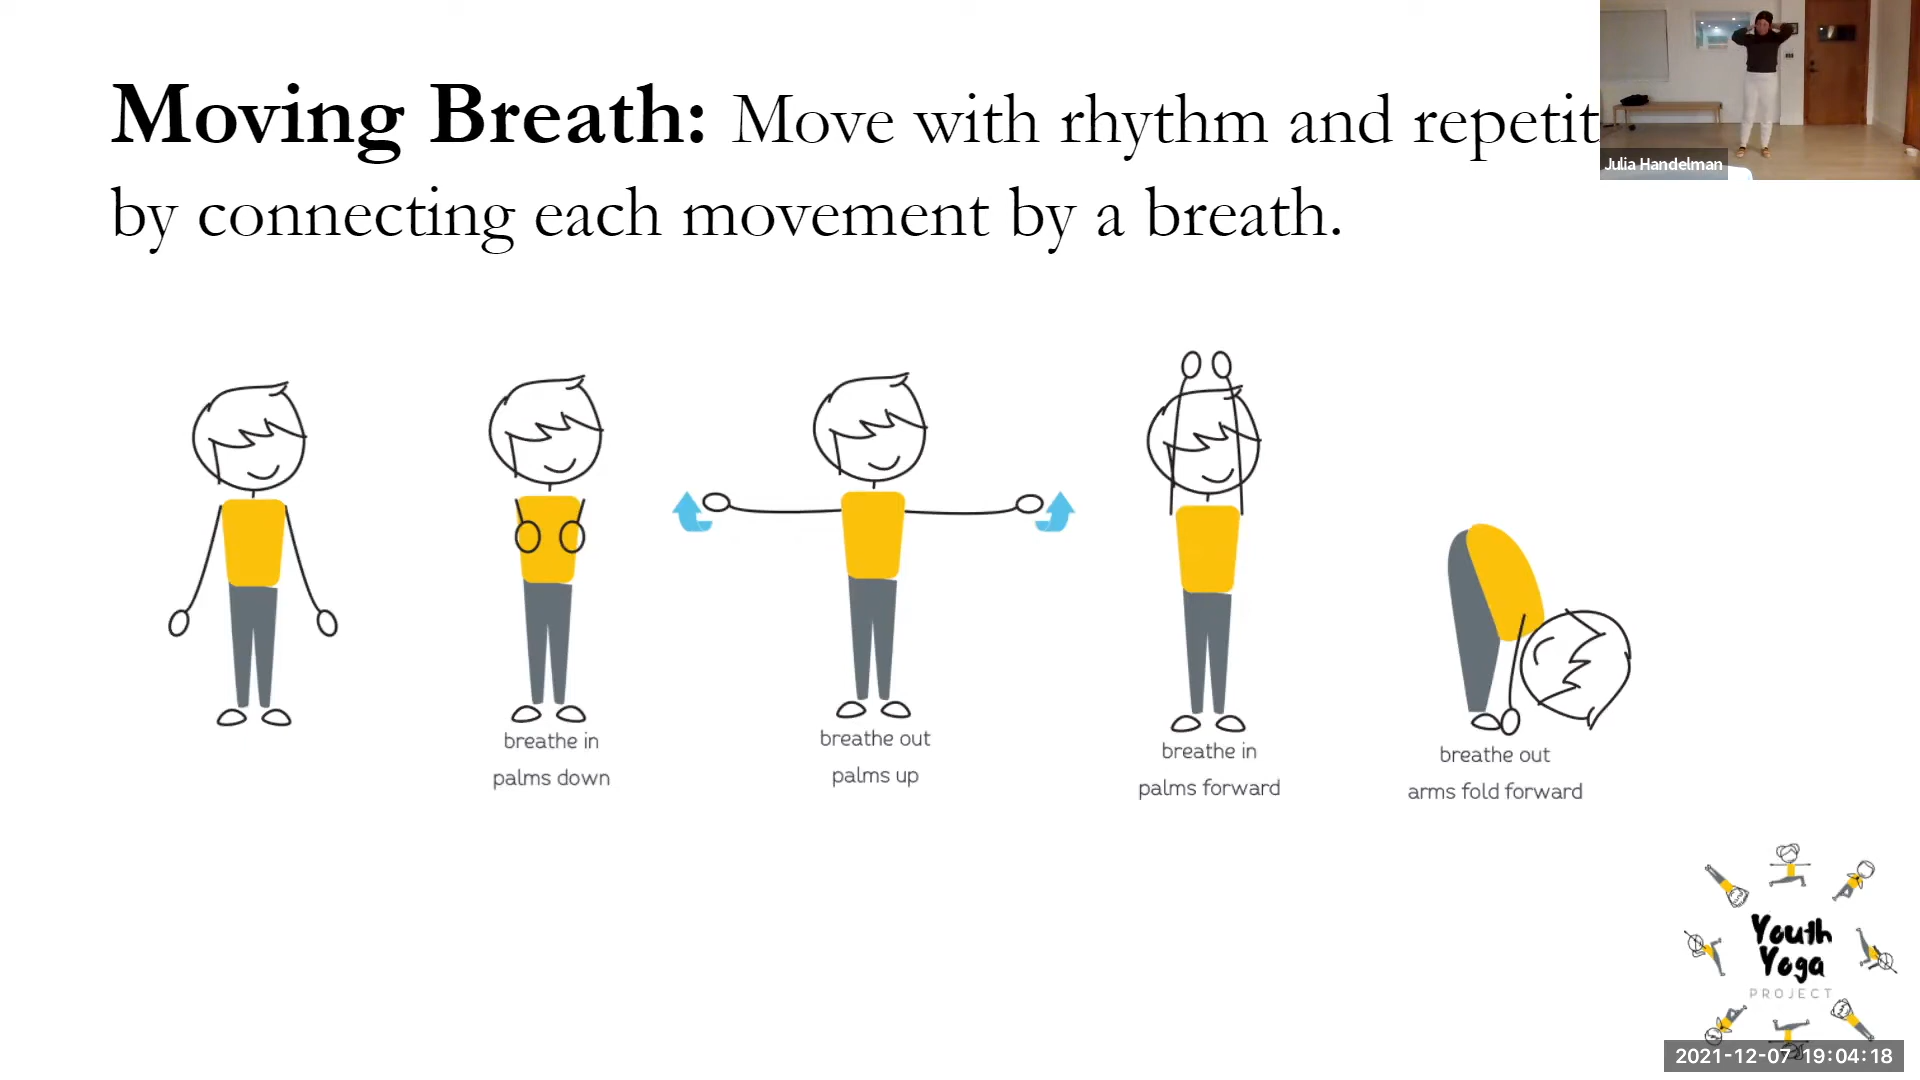 Moving Breath: Move with rhythm and repetit
by connecting each movement by a breath.
Julia Handelman
breathe in
palms down
breathe out
palms up
breathe in
palms forward
breathe out
arms fold forward
Youth
Yoga
PROJECT
2021-12-07 19:04:18